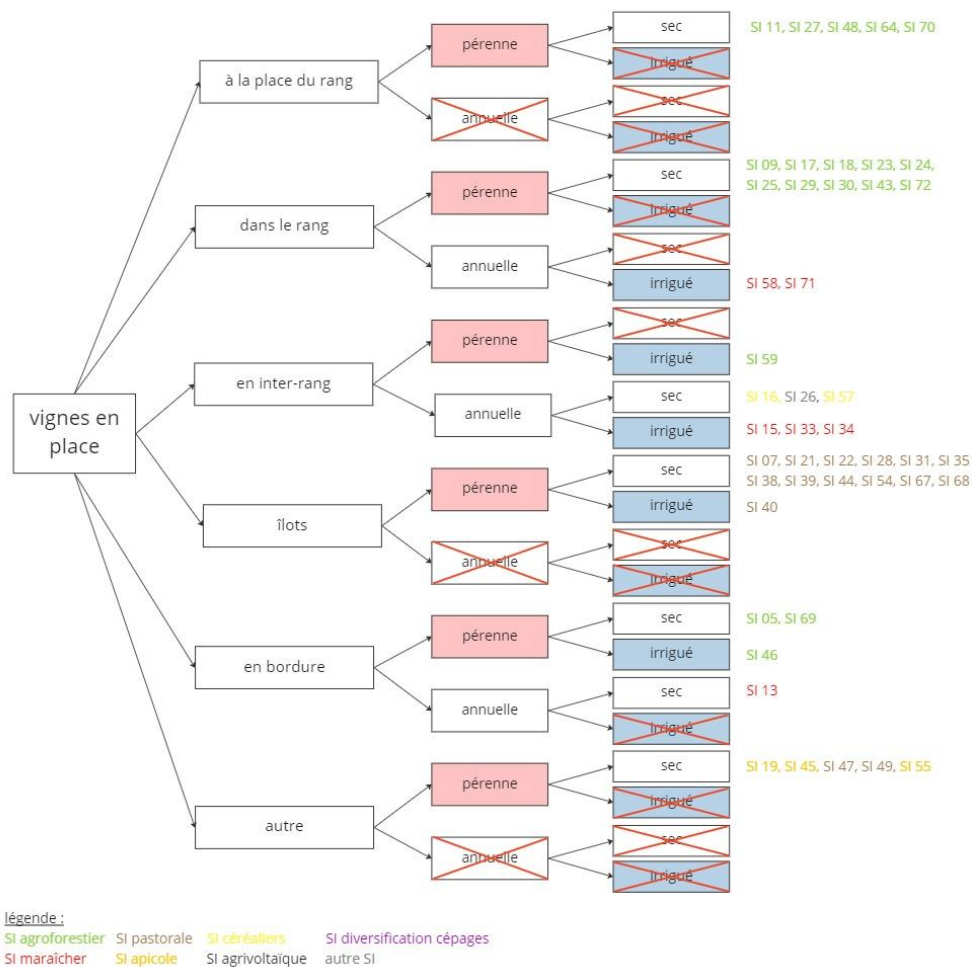 vignes en
place
à la place du rang
pérenne
sec
SI 11, SI 27, SI 48, SI 64, SI 70
irrigué
annuelle
sec
irrigué
dans le rang
pérenne
sec
SI 09, SI 17, SI 18, SI 23, SI 24,
SI 25, SI 29, SI 30, SI 43, SI 72
irrigué
annuelle
sec
irrigué
SI 58, SI 71
en inter-rang
pérenne
sec
irrigué
SI 59
annuelle
sec
SI 16, SI 26, SI 57
irrigué
SI 15, SI 33, SI 34
îlots
pérenne
sec
SI 07, SI 21, SI 22, SI 28, SI 31, SI 35
SI 38, SI 39, SI 44, SI 54, SI 67, SI 68
irrigué
SI 40
annuelle
sec
irrigué
en bordure
pérenne
sec
SI 05, SI 69
irrigué
SI 46
annuelle
sec
SI 13
irrigué
autre
pérenne
sec
SI 19, SI 45, SI 47, SI 49, SI 55
irrigué
annuelle
sec
irrigué
légende :
SI agroforestier SI pastorale SI céréaliers SI diversification cépages
SI maraîcher SI apicole SI agrivoltaïque autre SI